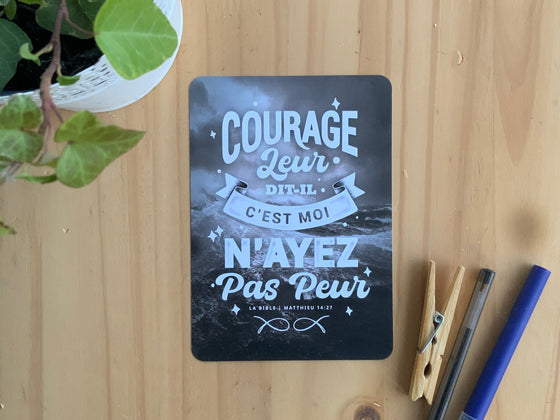 COURAGE
Leur
DIT-IL
C'EST MOI
N'AYEZ
Pas Peur
LA BIBLE | MATTHIEU 14:27